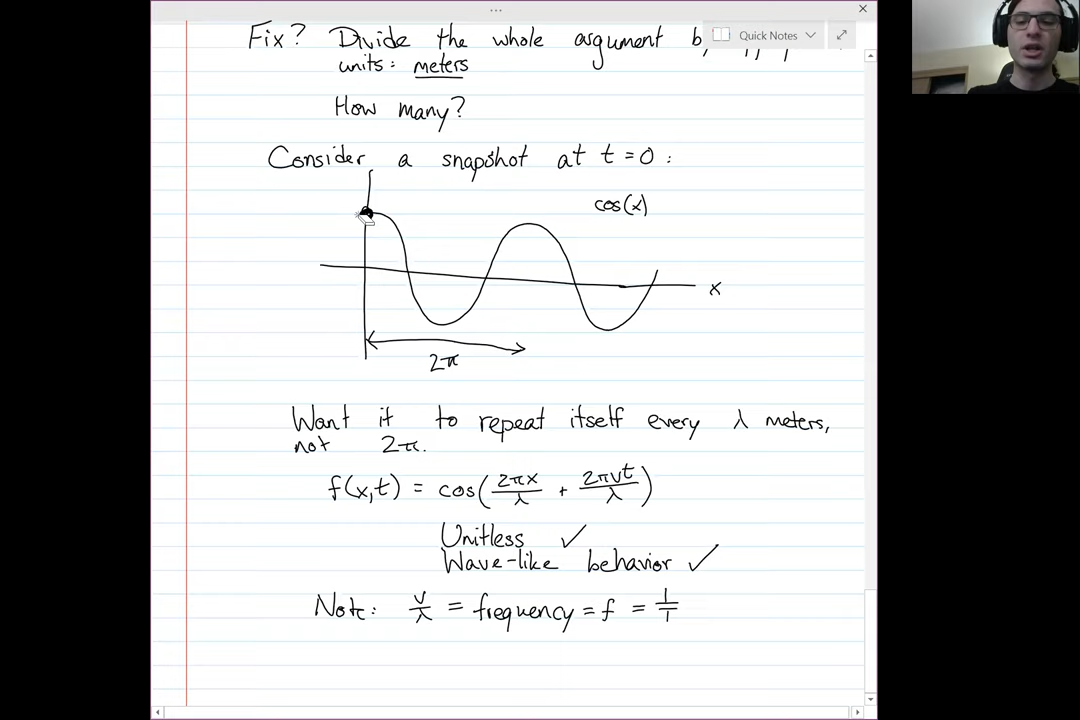 Quick Notes
Fix? Divide the whole argument
units: meters
How many?
Consider a snapshot at t = 0 :
cos(x)
x
2π
Want it to repeat itself every λ meters,
not 2π.
f(x,t) = cos(2πx/λ + 2πvt/λ)
Unitless ✓
Wave-like behavior ✓
Note: v/λ = frequency = f = 1/T